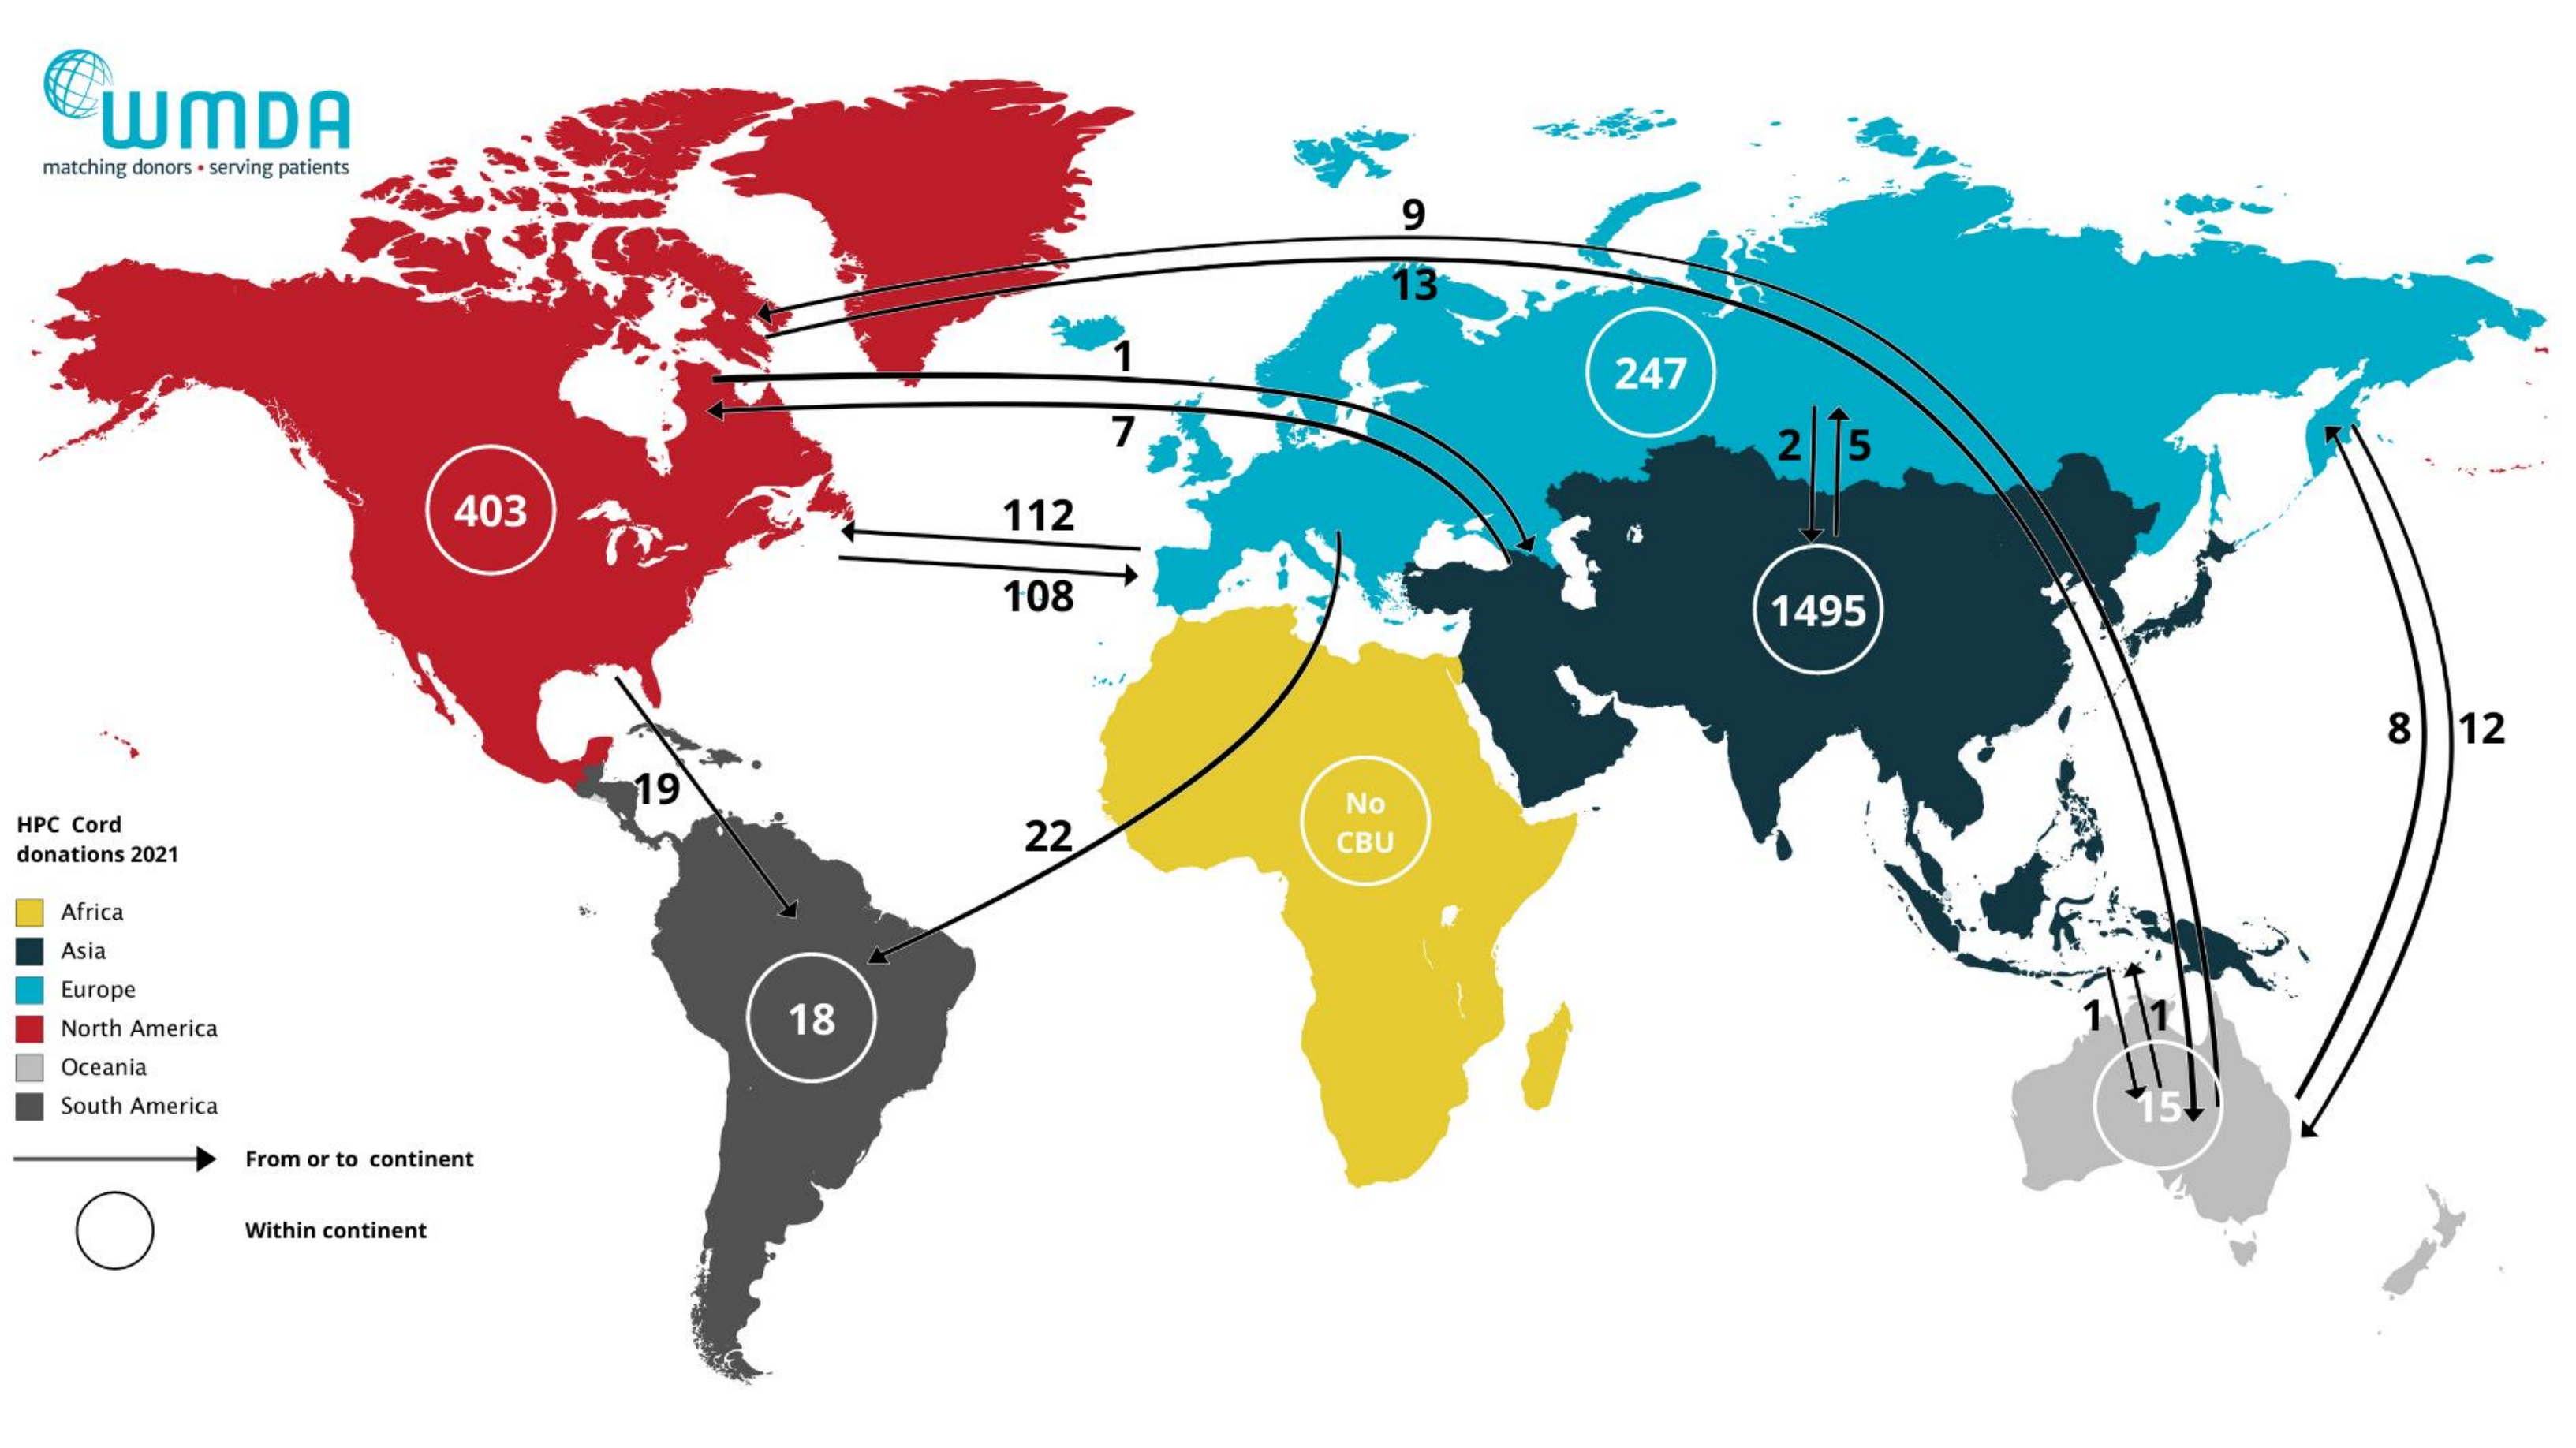 WMDA
matching donors • serving patients
9
13
1
7
247
2 5
403
112
108
1495
8 12
19
22
No
CBU
18
1 1
15
HPC Cord
donations 2021
Africa
Asia
Europe
North America
Oceania
South America
From or to continent
Within continent